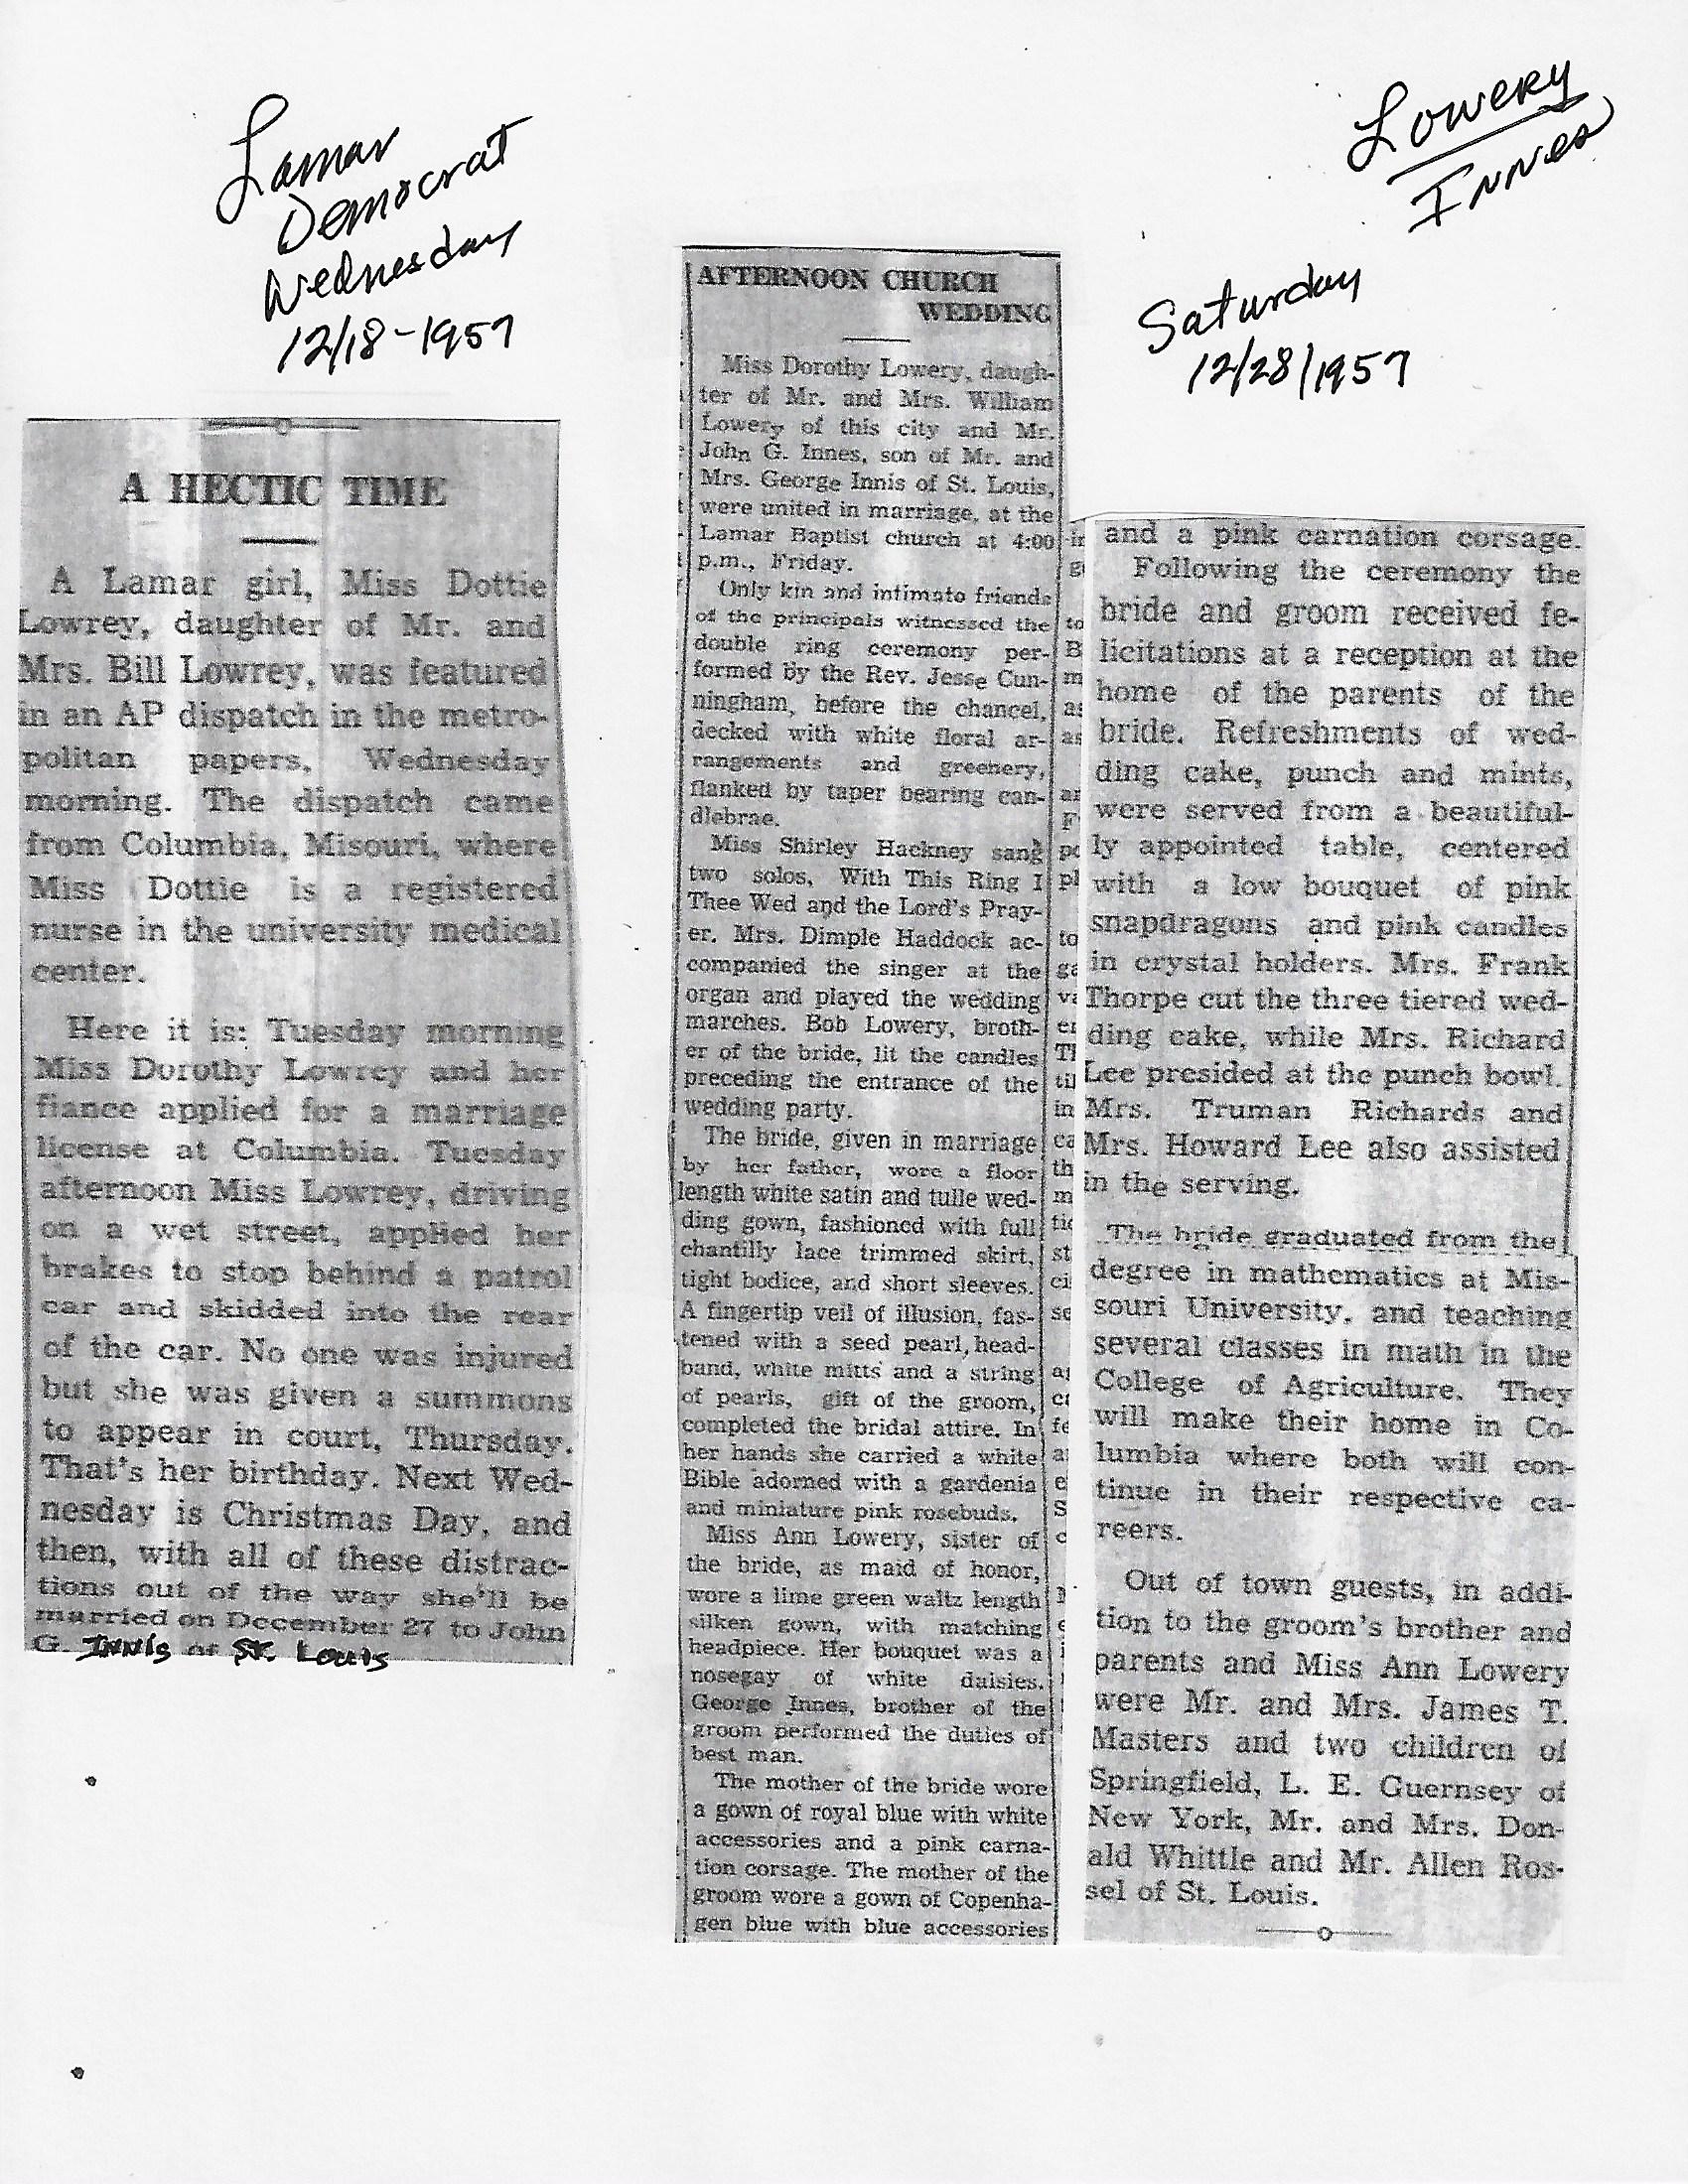 Lamar
Democrat
Wednesday
12/18-1957
A HECTIC TIME
A Lamar girl, Miss Dottie
Lowrey, daughter of Mr. and
Mrs. Bill Lowrey, was featured
in an AP dispatch in the metro-
politan papers, Wednesday
morning. The dispatch came
from Columbia, Misouri, where
Miss Dottie is a registered
nurse in the university medical
center.
Here it is: Tuesday morning
Miss Dorothy Lowrey and her
fiance applied for a marriage
license at Columbia. Tuesday
afternoon Miss Lowrey, driving
on a wet street, applied her
brakes to stop behind a patrol
car and skidded into the rear
of the car. No one was injured
but she was given a summons
to appear in court, Thursday.
That's her birthday. Next Wed-
nesday is Christmas Day, and
then, with all of these distrac-
tions out of the way she'll be
married on December 27 to John
G. Innis of St. Louis
Lowery
Innes
Saturday
12/28/1957
AFTERNOON CHURCH
WEDDING
Miss Dorothy Lowery, daugh-
ter of Mr. and Mrs. William
Lowery of this city and Mr.
John G. Innes, son of Mr. and
Mrs. George Innis of St. Louis,
were united in marriage, at the
Lamar Baptist church at 4:00
p.m., Friday.
Only kin and intimate friends
of the principals witnessed the
double ring ceremony per-
formed by the Rev. Jesse Cun-
ningham, before the chancel,
decked with white floral ar-
rangements and greenery,
flanked by taper bearing can-
dlebrae.
Miss Shirley Hackney sang
two solos, With This Ring I
Thee Wed and the Lord's Pray-
er. Mrs. Dimple Haddock ac-
companied the singer at the
organ and played the wedding
marches. Bob Lowery, broth-
er of the bride, lit the candles
preceding the entrance of the
wedding party.
The bride, given in marriage
by her father, wore a floor
length white satin and tulle wed-
ding gown, fashioned with full
chantilly lace trimmed skirt,
tight bodice, and short sleeves.
A fingertip veil of illusion, fas-
tened with a seed pearl, head-
band, white mitts and a string
of pearls, gift of the groom,
completed the bridal attire. In
her hands she carried a white
Bible adorned with a gardenia
and miniature pink rosebuds.
Miss Ann Lowery, sister of
the bride, as maid of honor,
wore a lime green waltz length
silken gown, with matching
headpiece. Her bouquet was a
nosegay of white daisies.
George Innes, brother of the
groom performed the duties of
best man.
The mother of the bride wore
a gown of royal blue with white
accessories and a pink carna-
tion corsage. The mother of the
groom wore a gown of Copenha-
gen blue with blue accessories
and a pink carnation corsage.
Following the ceremony the
bride and groom received fe-
licitations at a reception at the
home of the parents of the
bride. Refreshments of wed-
ding cake, punch and mints,
were served from a beautiful-
ly appointed table, centered
with a low bouquet of pink
snapdragons and pink candles
in crystal holders. Mrs. Frank
Thorpe cut the three tiered wed-
ding cake, while Mrs. Richard
Lee presided at the punch bowl.
Mrs. Truman Richards and
Mrs. Howard Lee also assisted
in the serving.
The bride graduated from the
degree in mathematics at Mis-
souri University, and teaching
several classes in math in the
College of Agriculture. They
will make their home in Co-
lumbia where both will con-
tinue in their respective ca-
reers.
Out of town guests, in addi-
tion to the groom's brother and
parents and Miss Ann Lowery
were Mr. and Mrs. James T.
Masters and two children of
Springfield, L. E. Guernsey of
New York, Mr. and Mrs. Don-
ald Whittle and Mr. Allen Ros-
sel of St. Louis.